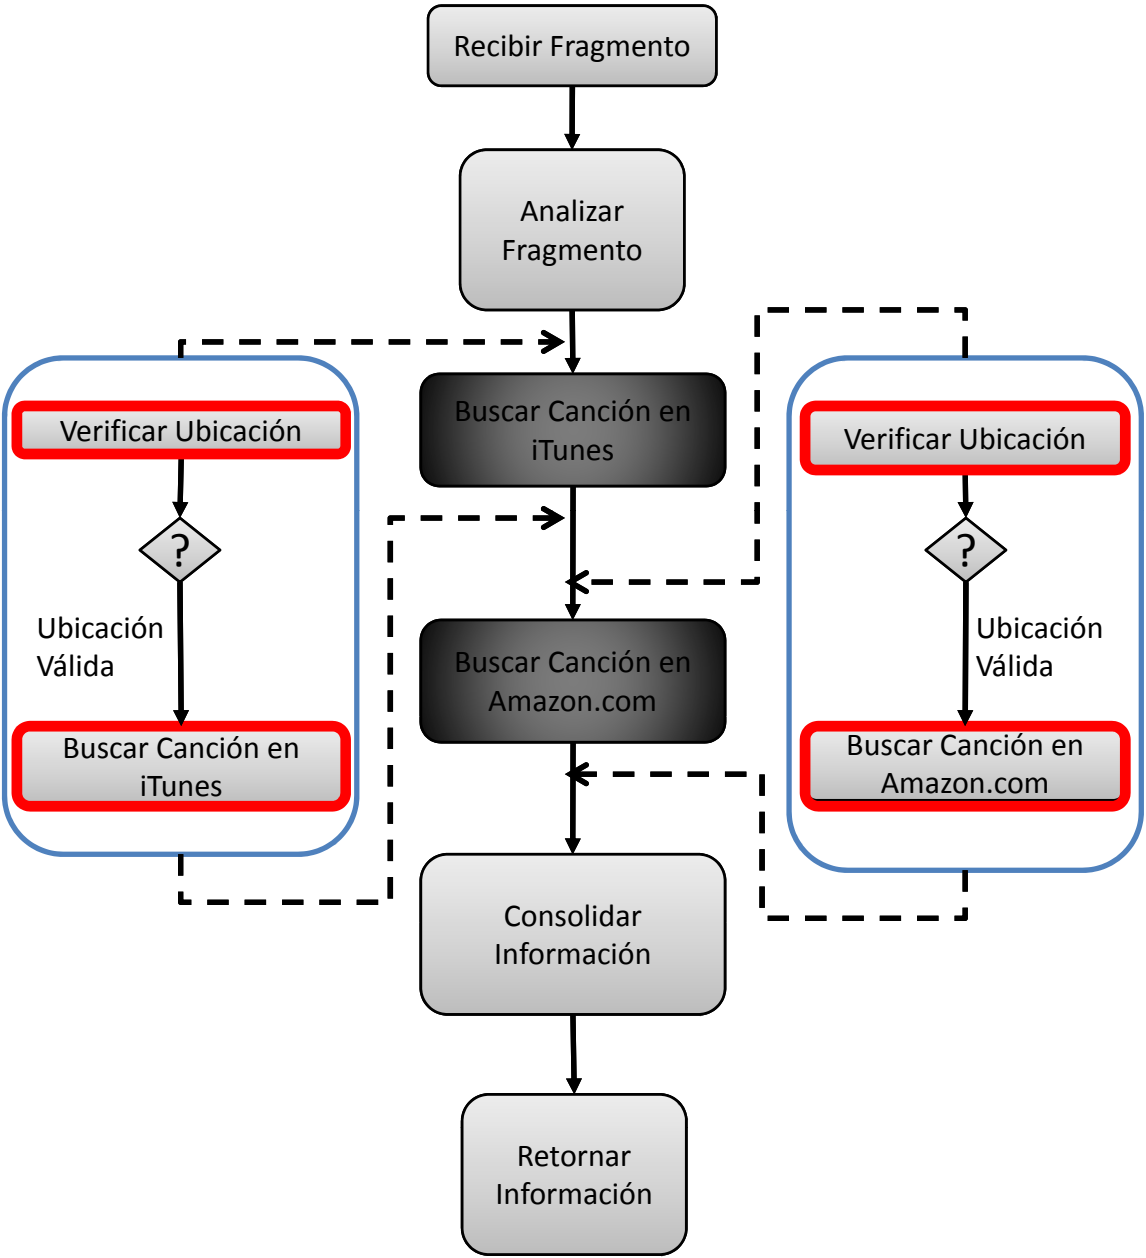 Recibir Fragmento
Analizar
Fragmento
Buscar Canción en
iTunes
Buscar Canción en
Amazon.com
Consolidar
Información
Retornar
Información
Verificar Ubicación
?
Ubicación
Válida
Buscar Canción en
iTunes
Verificar Ubicación
?
Ubicación
Válida
Buscar Canción en
Amazon.com